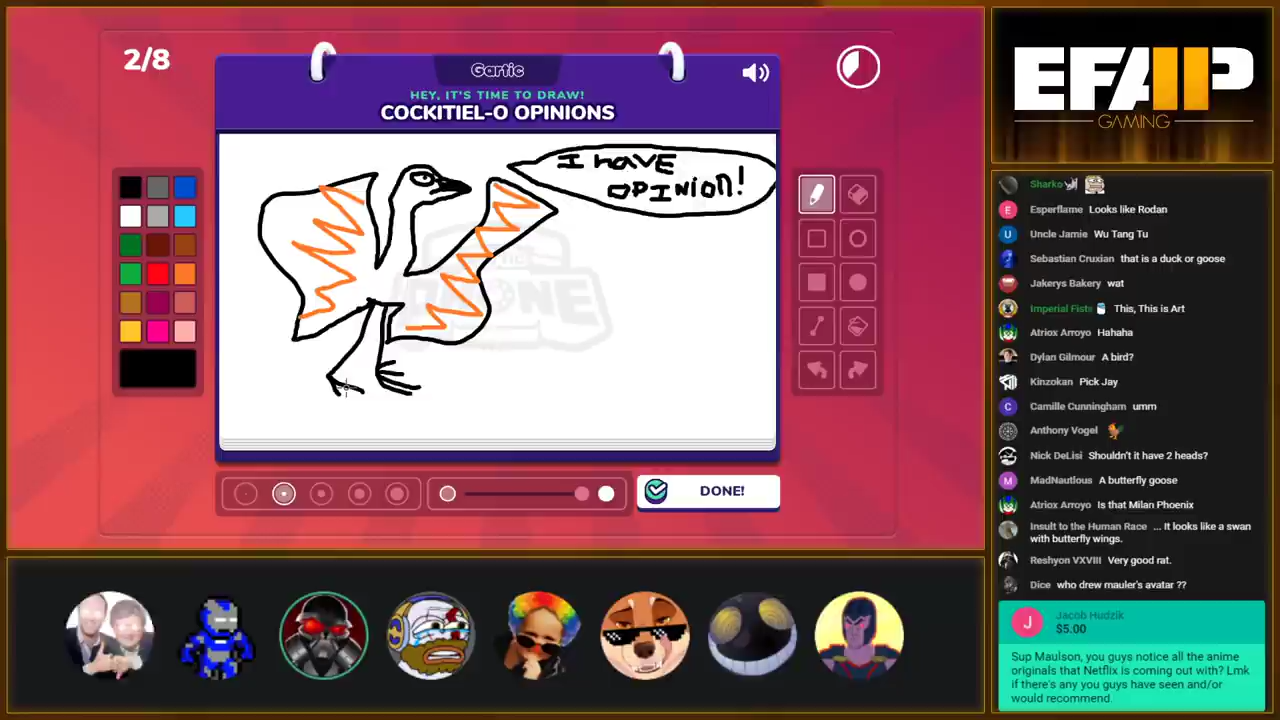 2/8
Gartic
HEY, IT'S TIME TO DRAW!
COCKITIEL-O OPINIONS
I HAVE
OPINION!
DONE!
EFAP
GAMING
Sharko
Esperflame Looks like Rodan
Uncle Jamie Wu Tang Tu
Sebastian Cruxian that is a duck or goose
Jakerys Bakery wat
Imperial Fists This, This is Art
Atriox Arroyo Hahaha
Dylan Gilmour A bird?
Kinzokan Pick Jay
Camille Cunningham umm
Anthony Vogel
Nick DeLisi Shouldn't it have 2 heads?
MadNautIous A butterfly goose
Atriox Arroyo Is that Milan Phoenix
Insult to the Human Race ... It looks like a swan
with butterfly wings.
Reshyon VXVIII Very good rat.
Dice who drew mauler's avatar ??
Jacob Hudzik
$5.00
Sup Maulson, you guys notice all the anime
originals that Netflix is coming out with? Lmk
if there's any you guys have seen and/or
would recommend.